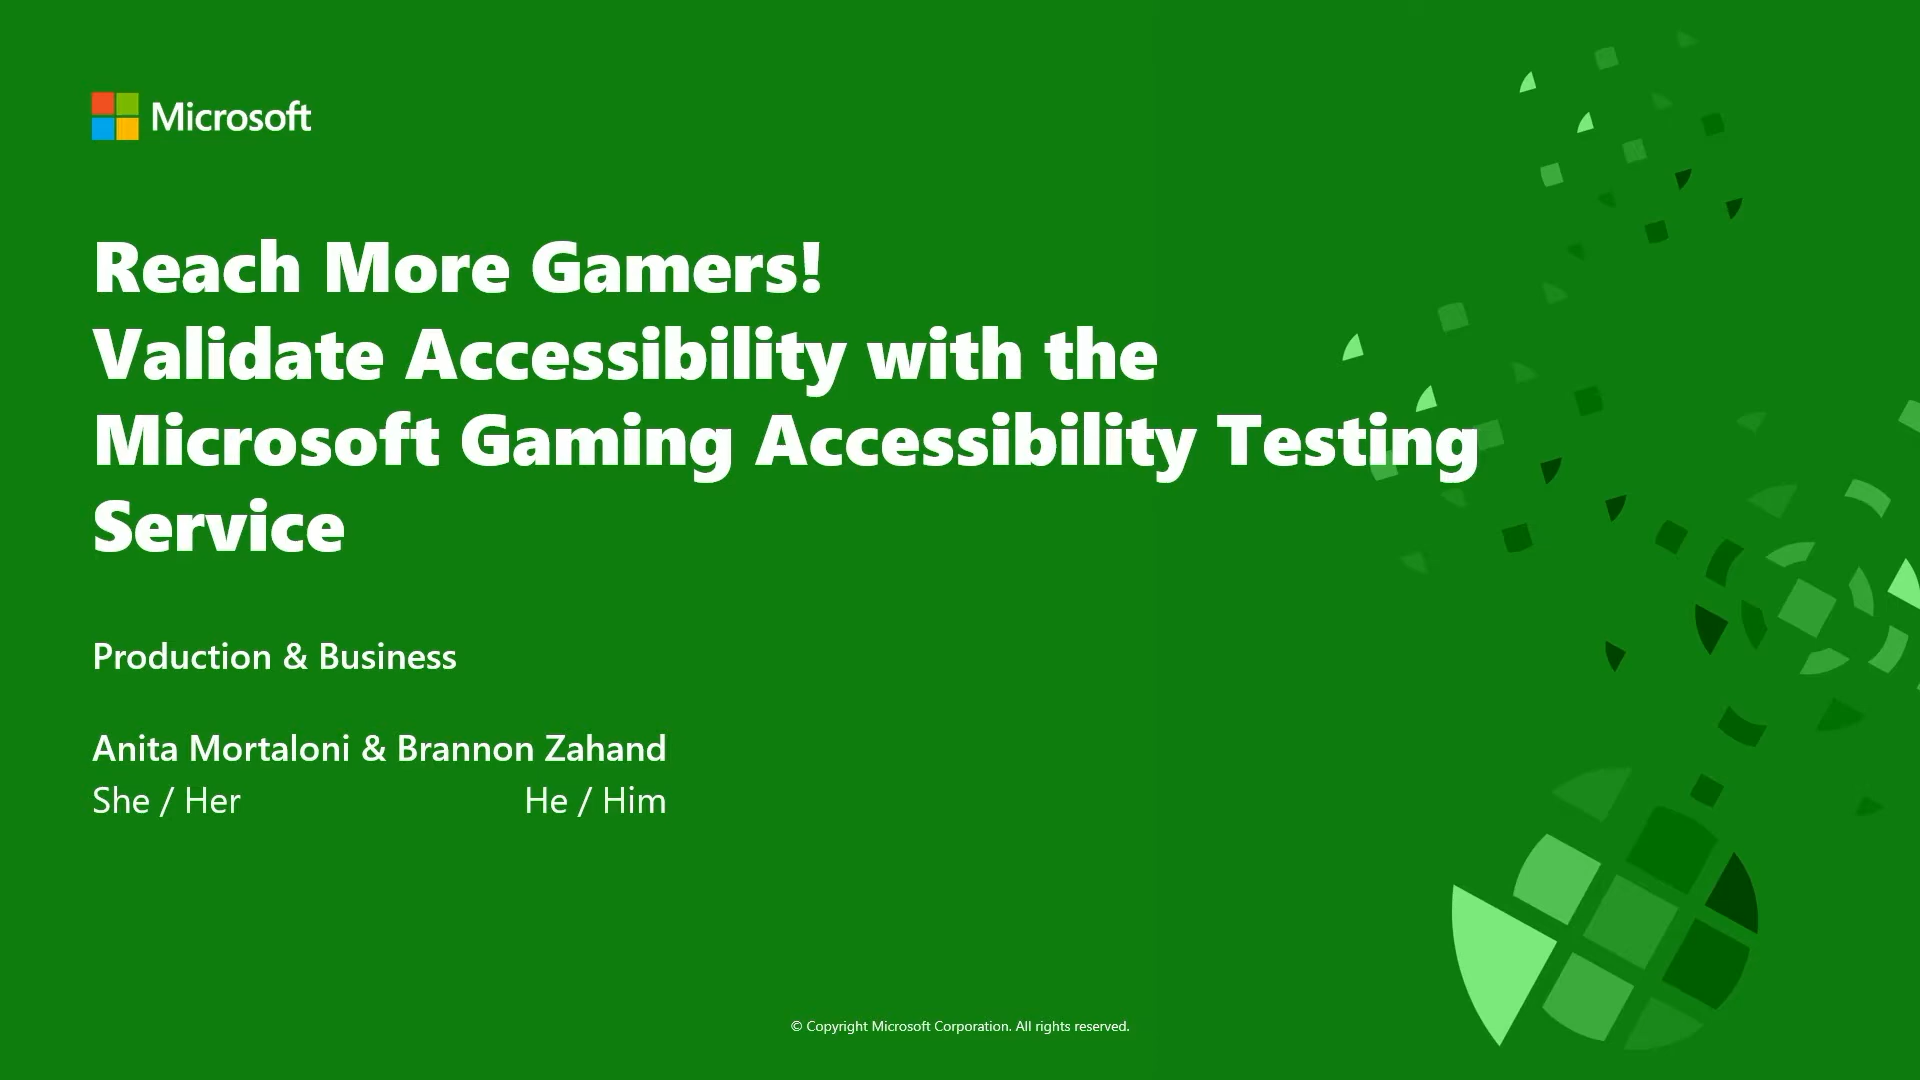 Microsoft
Reach More Gamers!
Validate Accessibility with the
Microsoft Gaming Accessibility Testing
Service
Production & Business
Anita Mortaloni & Brannon Zahand
She / Her He / Him
© Copyright Microsoft Corporation. All rights reserved.